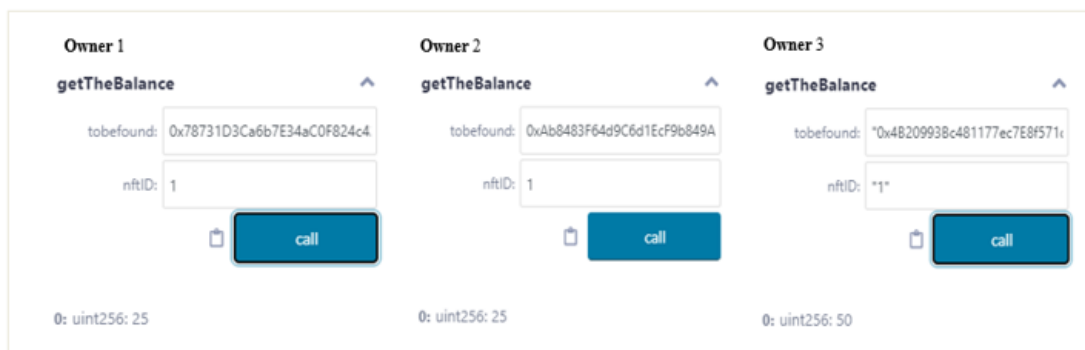 Owner 1
getTheBalance
tobefound: 0x78731D3Ca6b7E34aC0F824c4.
nftID: 1
call
0: uint256: 25
Owner 2
getTheBalance
tobefound: 0xAb8483F64d9C6d1EcF9b849A
nftID: 1
call
0: uint256: 25
Owner 3
getTheBalance
tobefound: "0x4B20993Bc481177ec7E8f571c
nftID: "1"
call
0: uint256: 50